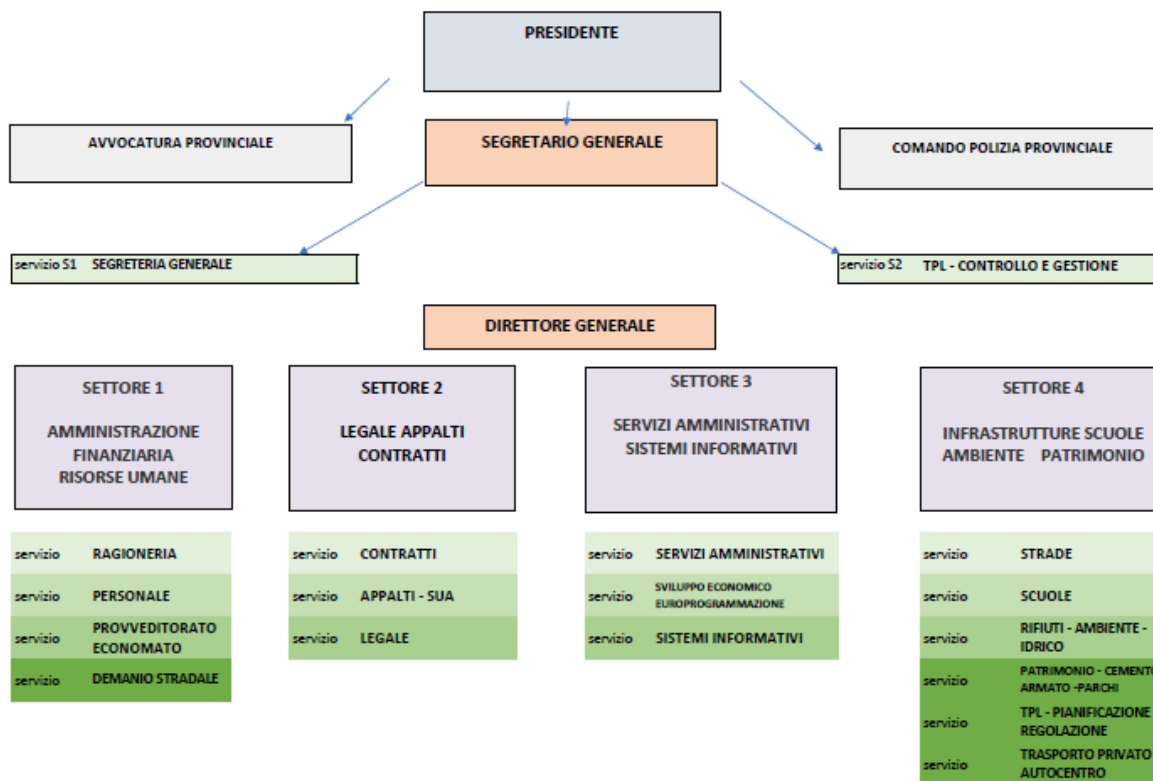 PRESIDENTE
AVVOCATURA PROVINCIALE
SEGRETARIO GENERALE
COMANDO POLIZIA PROVINCIALE
servizio S1 SEGRETERIA GENERALE
servizio S2 TPL - CONTROLLO E GESTIONE
DIRETTORE GENERALE
SETTORE 1
AMMINISTRAZIONE
FINANZIARIA
RISORSE UMANE
servizio RAGIONERIA
servizio PERSONALE
servizio PROVVEDITORATO
ECONOMATO
servizio DEMANIO STRADALE
SETTORE 2
LEGALE APPALTI
CONTRATTI
servizio CONTRATTI
servizio APPALTI - SUA
servizio LEGALE
SETTORE 3
SERVIZI AMMINISTRATIVI
SISTEMI INFORMATIVI
servizio SERVIZI AMMINISTRATIVI
servizio SVILUPPO ECONOMICO
EUROPROGRAMMAZIONE
servizio SISTEMI INFORMATIVI
SETTORE 4
INFRASTRUTTURE SCUOLE
AMBIENTE PATRIMONIO
servizio STRADE
servizio SCUOLE
servizio RIFIUTI - AMBIENTE -
IDRICO
servizio PATRIMONIO - CEMENTO
ARMATO -PARCHI
servizio TPL - PIANIFICAZIONE
REGOLAZIONE
servizio TRASPORTO PRIVATO
AUTOCENTRO